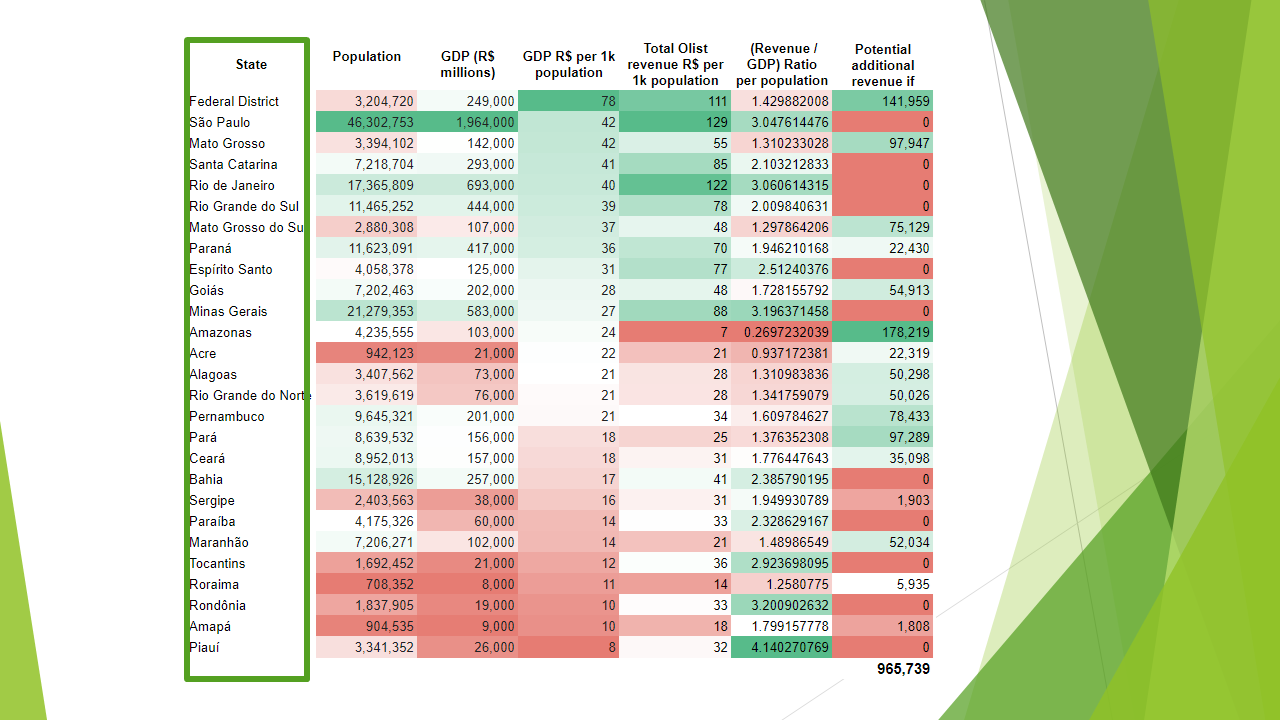 State Population GDP (R$ millions) GDP R$ per 1k population Total Olist revenue R$ per 1k population (Revenue / GDP) Ratio per population Potential additional revenue if
Federal District 3,204,720 249,000 78 111 1.429882008 141,959
São Paulo 46,302,753 1,964,000 42 129 3.047614476 0
Mato Grosso 3,394,102 142,000 42 55 1.310233028 97,947
Santa Catarina 7,218,704 293,000 41 85 2.103212833 0
Rio de Janeiro 17,365,809 693,000 40 122 3.060614315 0
Rio Grande do Sul 11,465,252 444,000 39 78 2.009840631 0
Mato Grosso do Su 2,880,308 107,000 37 48 1.297864206 75,129
Paraná 11,623,091 417,000 36 70 1.946210168 22,430
Espírito Santo 4,058,378 125,000 31 77 2.51240376 0
Goiás 7,202,463 202,000 28 48 1.728155792 54,913
Minas Gerais 21,279,353 583,000 27 88 3.196371458 0
Amazonas 4,235,555 103,000 24 7 0.2697232039 178,219
Acre 942,123 21,000 22 21 0.937172381 22,319
Alagoas 3,407,562 73,000 21 28 1.310983836 50,298
Rio Grande do Norte 3,619,619 76,000 21 28 1.341759079 50,026
Pernambuco 9,645,321 201,000 21 34 1.609784627 78,433
Pará 8,639,532 156,000 18 25 1.376352308 97,289
Ceará 8,952,013 157,000 18 31 1.776447643 35,098
Bahia 15,128,926 257,000 17 41 2.385790195 0
Sergipe 2,403,563 38,000 16 31 1.949930789 1,903
Paraíba 4,175,326 60,000 14 33 2.328629167 0
Maranhão 7,206,271 102,000 14 21 1.48986549 52,034
Tocantins 1,692,452 21,000 12 36 2.923698095 0
Roraima 708,352 8,000 11 14 1.2580775 5,935
Rondônia 1,837,905 19,000 10 33 3.200902632 0
Amapá 904,535 9,000 10 18 1.799157778 1,808
Piauí 3,341,352 26,000 8 32 4.140270769 0
965,739